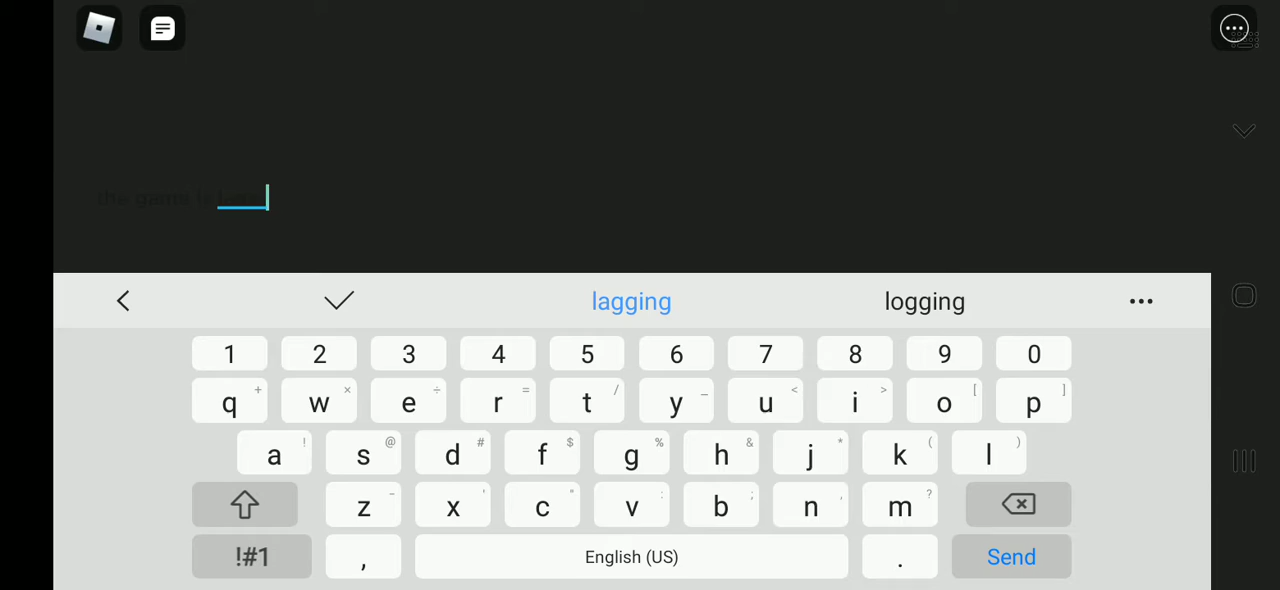 the game is
lagging logging
1 2 3 4 5 6 7 8 9 0
q + w × e ÷ r = t / y _ u < i > o [ p ]
a ! s @ d # f $ g % h & j * k ( l )
z - x ' c " v : b ; n , m ?
!#1 , English (US) . Send